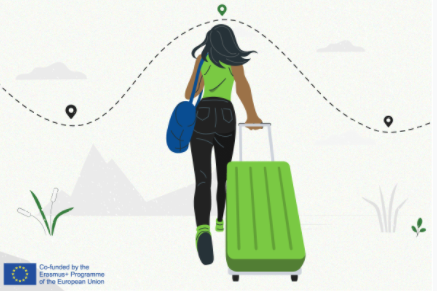 Co-funded by the
Erasmus+ Programme
of the European Union